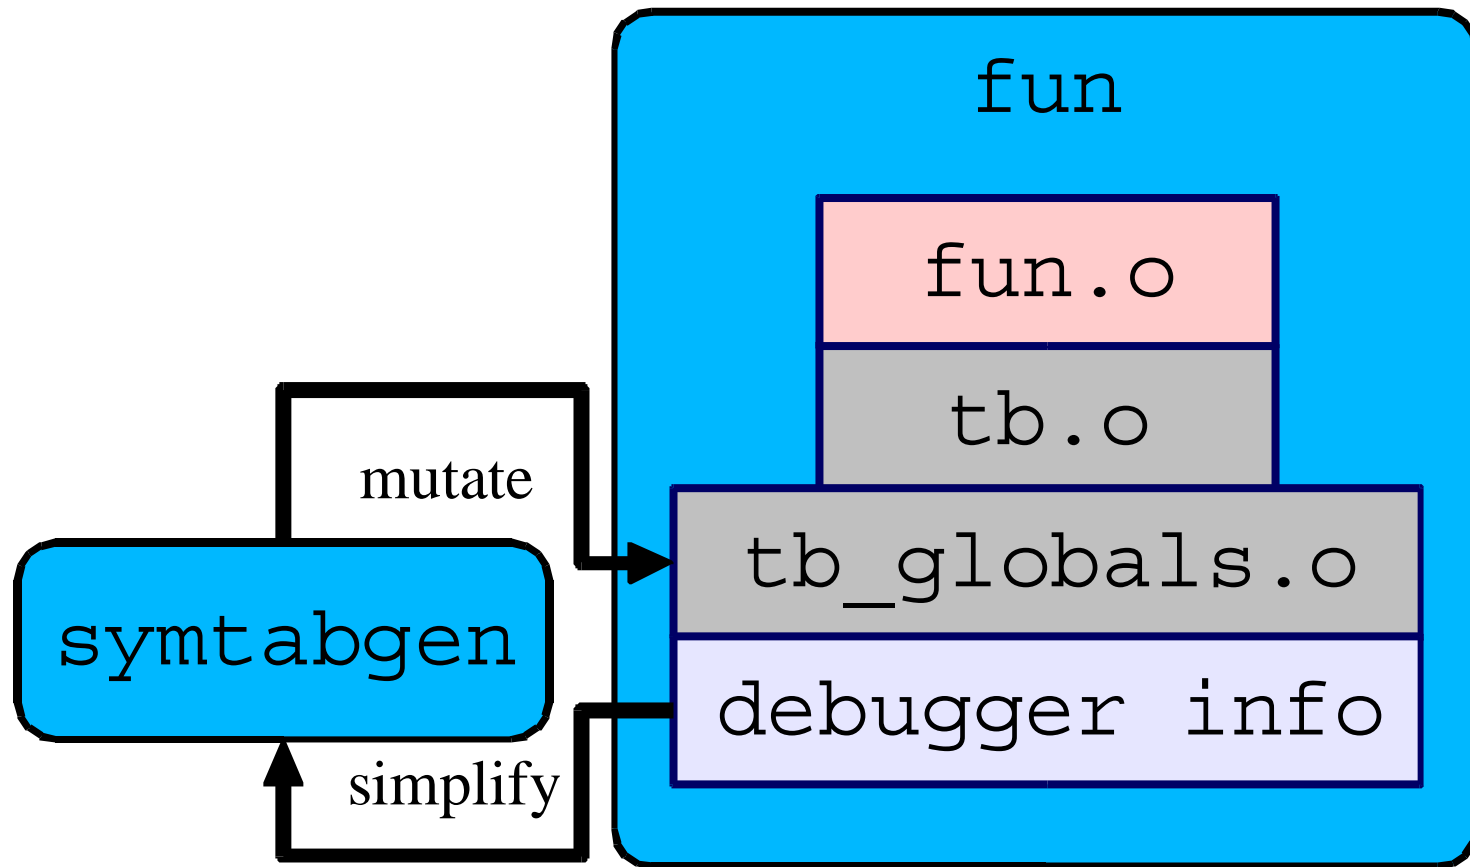 fun
fun.o
tb.o
mutate
tb_globals.o
symtabgen
debugger info
simplify